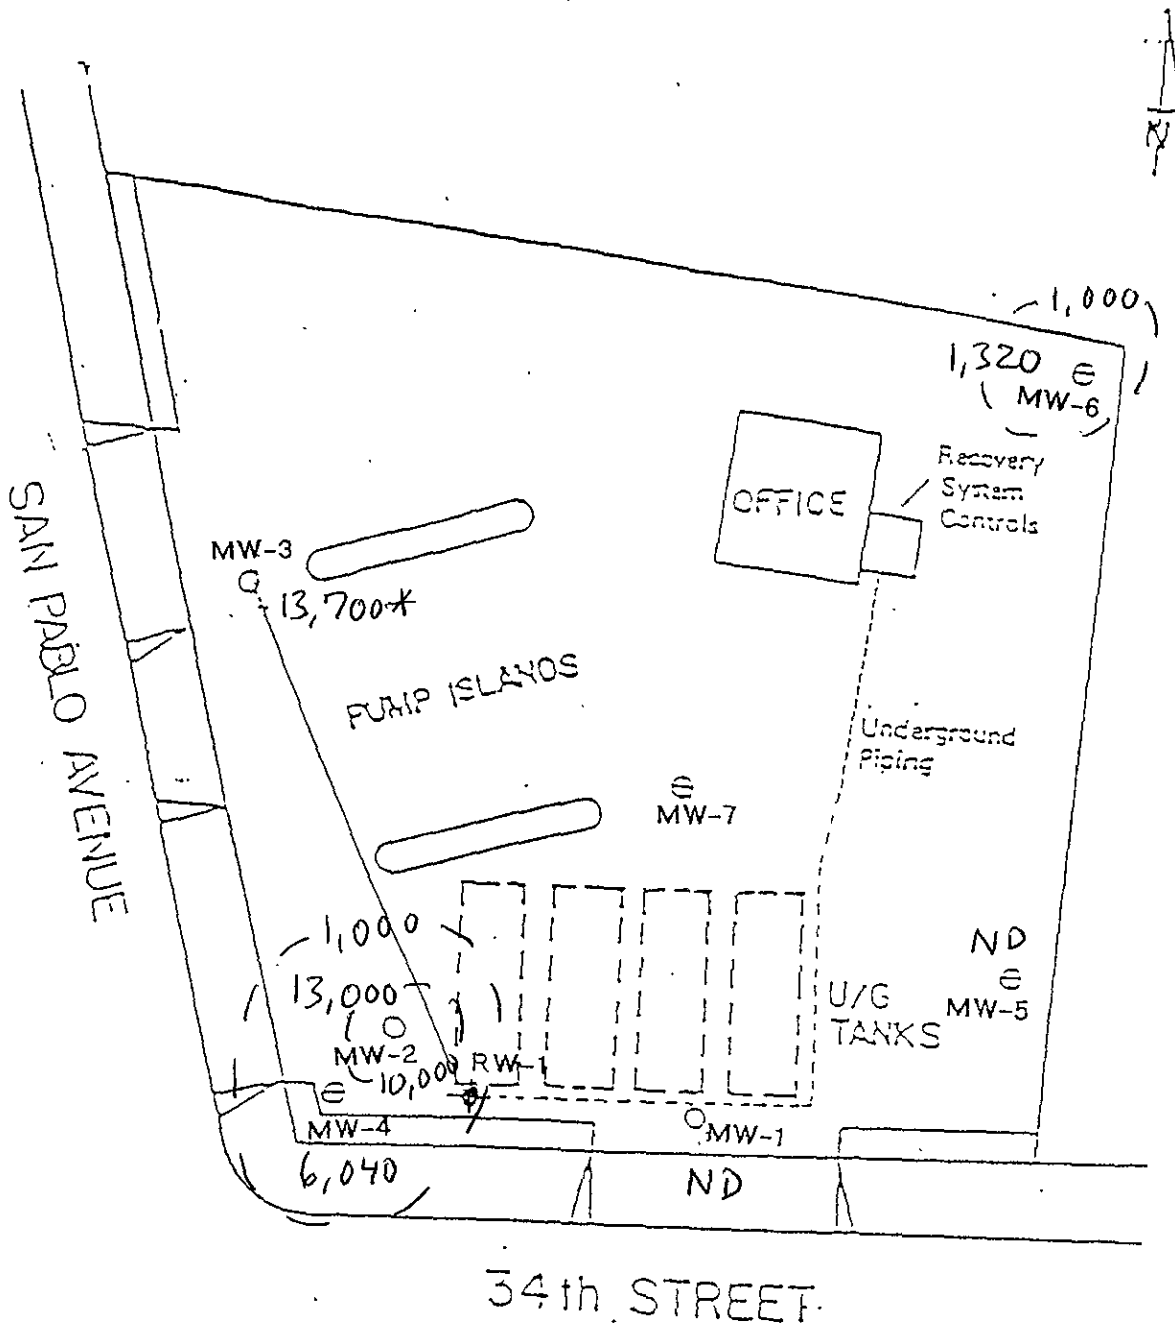 N
1,000
1,320
MW-6
OFFICE
Recovery
System
Controls
MW-3
13,700*
SAN PABLO AVENUE
PUMP ISLANDS
Underground
Piping
MW-7
1,000
13,000
MW-2
10,000
RW-1
U/G
TANKS
ND
MW-5
MW-4
6,040
MW-1
ND
34th STREET